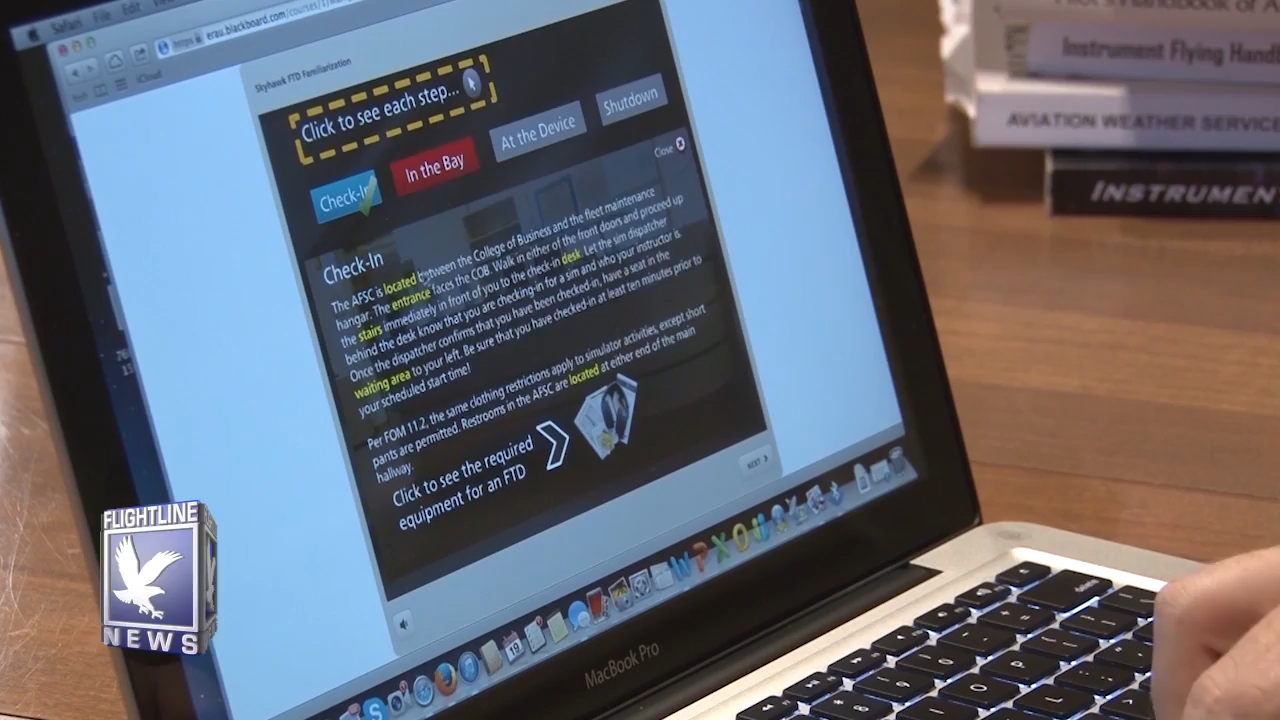 Safari File Edit
https erau.blackboard.com/courses/1/
iCloud
Skyhawk FTD Familiarization
Click to see each step...
Check-In
In the Bay
At the Device
Shutdown
Close
Check-In
The AFSC is located between the College of Business and the fleet maintenance
hangar. The entrance faces the COB. Walk in either of the front doors and proceed up
the stairs immediately in front of you to the check-in desk. Let the sim dispatcher
behind the desk know that you are checking-in for a sim and who your instructor is.
Once the dispatcher confirms that you have been checked-in, have a seat in the
waiting area to your left. Be sure that you have checked-in at least ten minutes prior to
your scheduled start time!
Per FOM 11.2, the same clothing restrictions apply to simulator activities, except short
pants are permitted. Restrooms in the AFSC are located at either end of the main
hallway.
Click to see the required
equipment for an FTD
NEXT
MacBook Pro
delete
Instrument Flying Hand
AVIATION WEATHER SERVICE
INSTRUMEN
FLIGHTLINE
NEWS